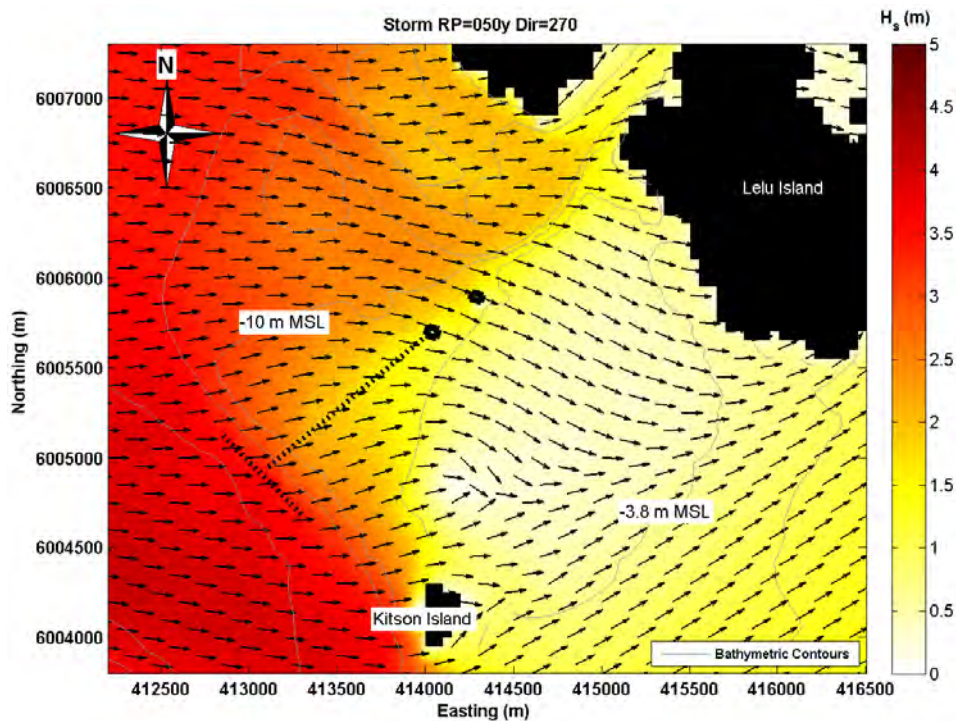 Storm RP=050y Dir=270
Hs (m)
N
Lelu Island
-10 m MSL
-3.8 m MSL
Kitson Island
Bathymetric Contours
Northing (m)
6007000
6006500
6006000
6005500
6005000
6004500
6004000
412500 413000 413500 414000 414500 415000 415500 416000 416500
Easting (m)
5
4.5
4
3.5
3
2.5
2
1.5
1
0.5
0